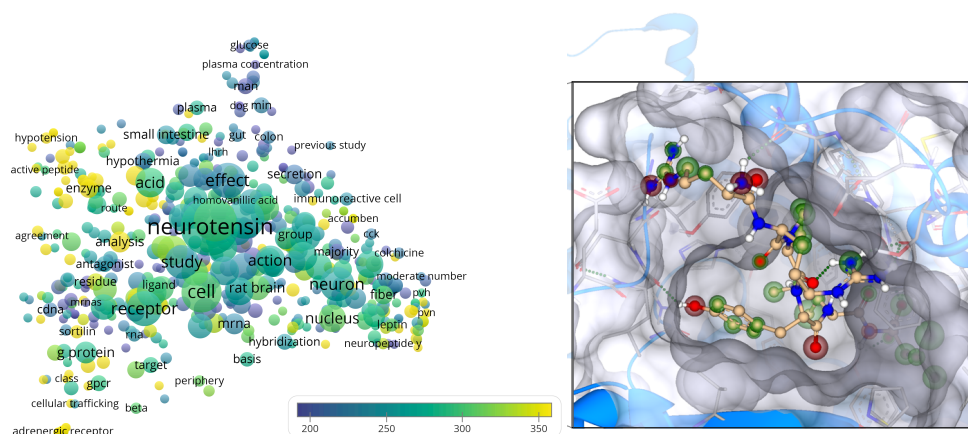 glucose
plasma concentration
man
dog min
plasma
small intestine
gut
colon
hypotension
previous study
lhrh
hypothermia
active peptide
secretion
enzyme
acid
effect
homovanillic acid
immunoreactive cell
route
accumben
neurotensin
agreement
analysis
group
cck
majority
colchicine
antagonist
study
action
moderate number
residue
ligand
cell
rat brain
neuron
fiber
pvh
mrnas
cdna
receptor
pvn
sortilin
rna
mrna
nucleus
leptin
hybridization
neuropeptide y
g protein
basis
target
class
gpcr
periphery
cellular trafficking
beta
adrenergic receptor
200
250
300
350